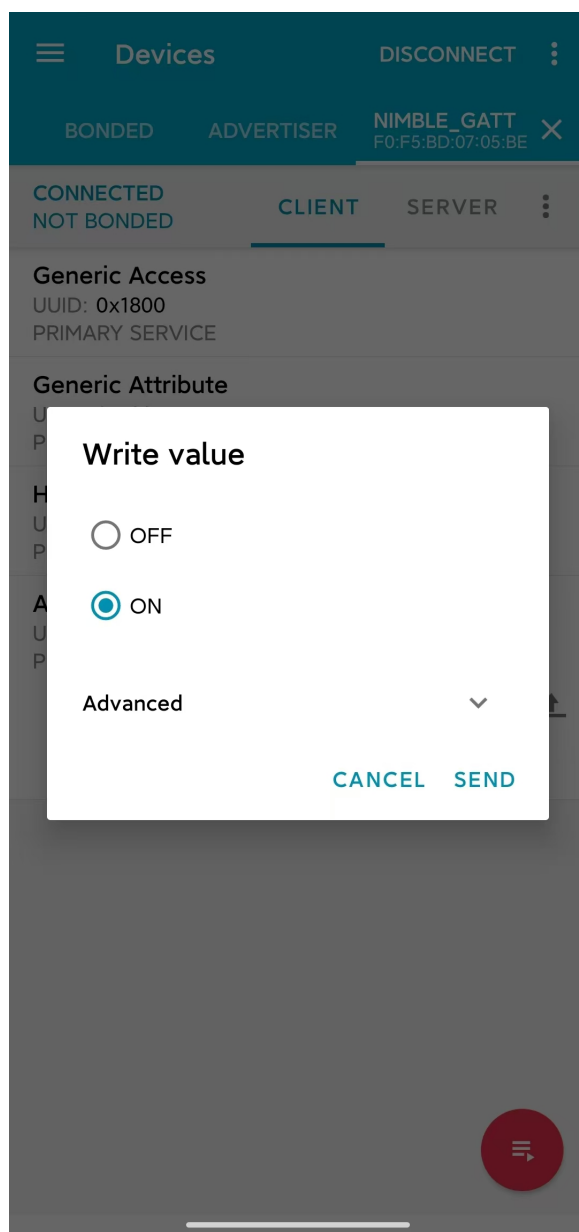 Devices
DISCONNECT
BONDED
ADVERTISER
NIMBLE_GATT
F0:F5:BD:07:05:BE
CONNECTED
NOT BONDED
CLIENT
SERVER
Generic Access
UUID: 0x1800
PRIMARY SERVICE
Generic Attribute
Write value
OFF
ON
Advanced
CANCEL
SEND